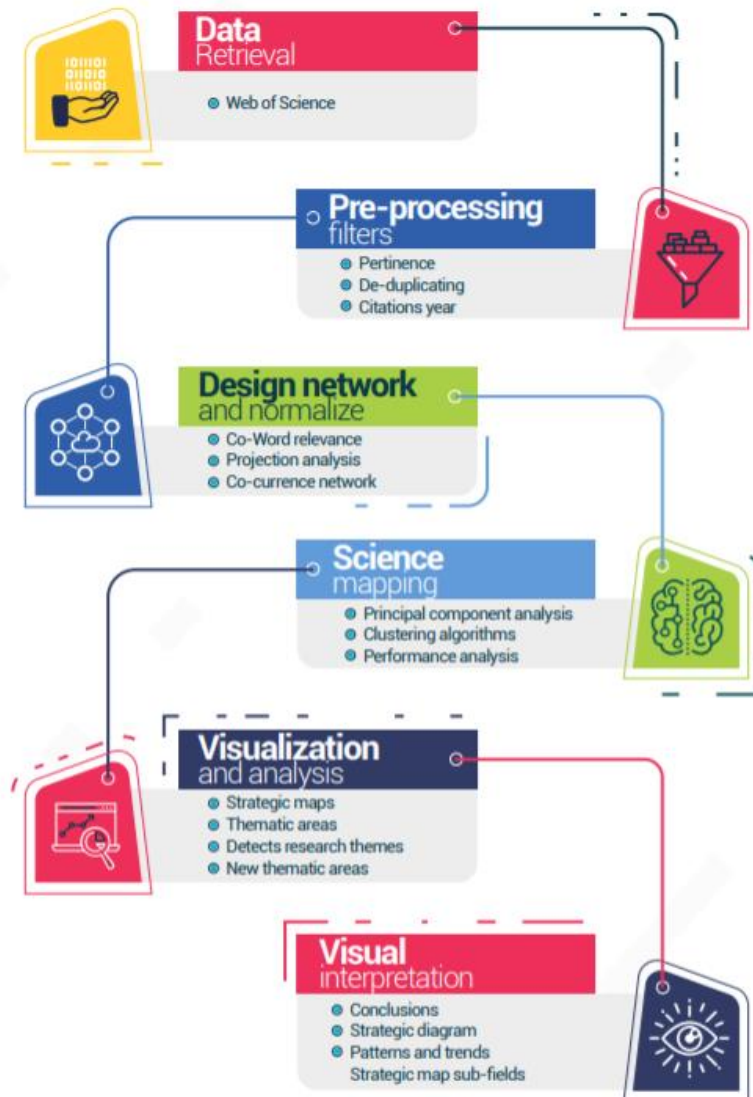 Data
Retrieval
1011101
011010
1101101
Web of Science
Pre-processing
filters
Pertinence
De-duplicating
Citations year
Design network
and normalize
Co-Word relevance
Projection analysis
Co-currence network
Science
mapping
Principal component analysis
Clustering algorithms
Performance analysis
Visualization
and analysis
Strategic maps
Thematic areas
Detects research themes
New thematic areas
Visual
interpretation
Conclusions
Strategic diagram
Patterns and trends
Strategic map sub-fields